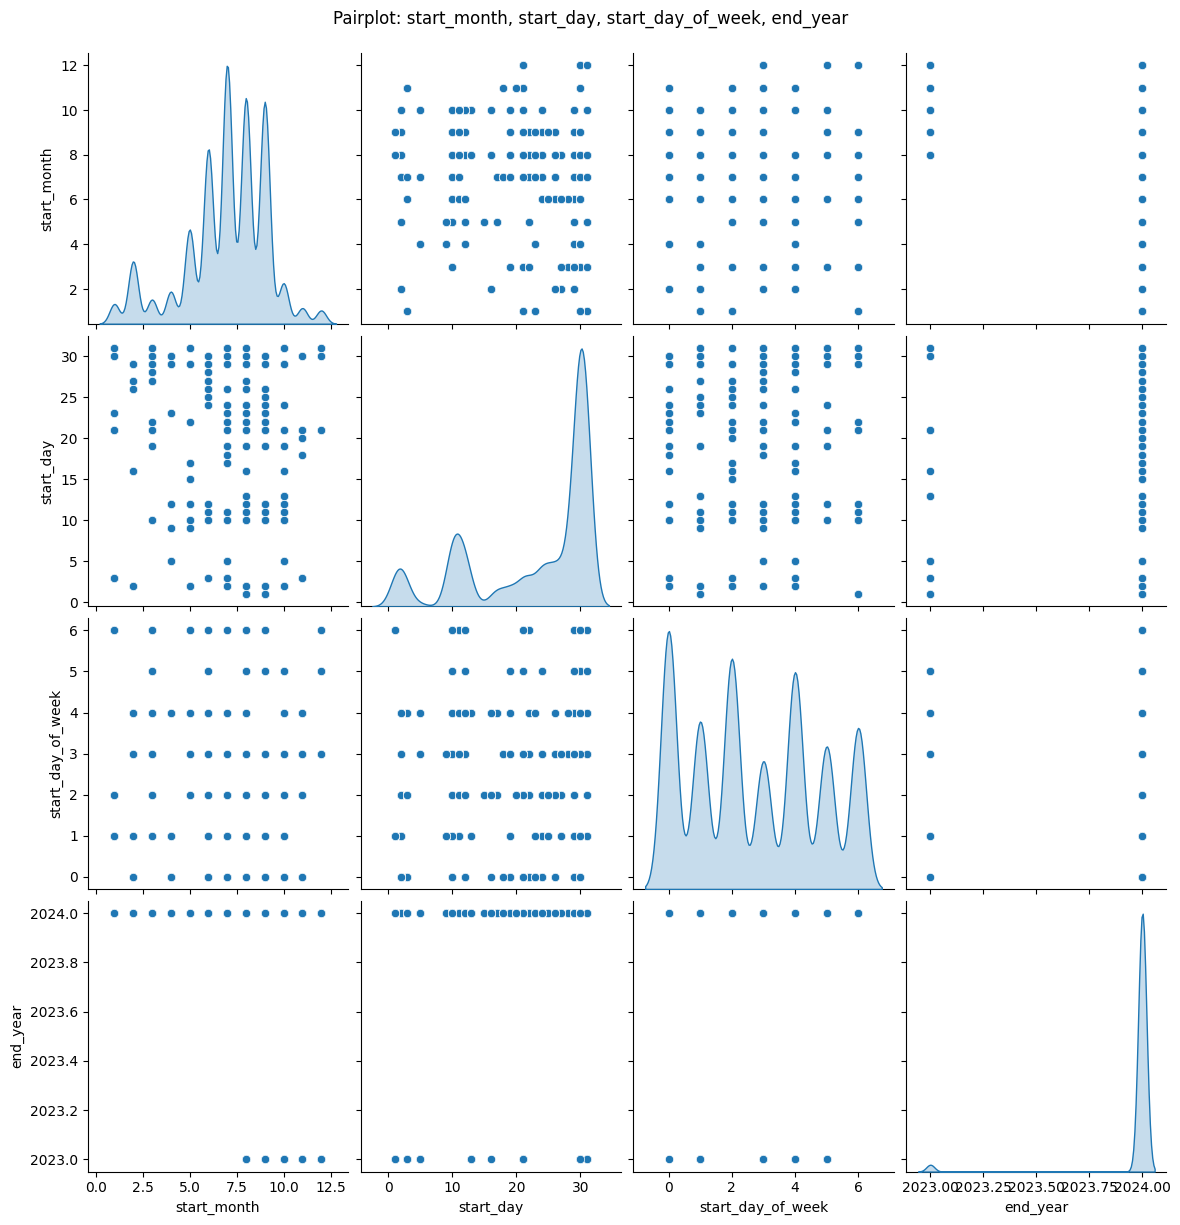 Pairplot: start_month, start_day, start_day_of_week, end_year
start_month
12
10
8
6
4
2
start_day
30
25
20
15
10
5
0
start_day_of_week
6
5
4
3
2
1
0
end_year
2024.0
2023.8
2023.6
2023.4
2023.2
2023.0
0.0 2.5 5.0 7.5 10.0 12.5
start_month
0 10 20 30
start_day
0 2 4 6
start_day_of_week
2023.00 2023.25 2023.50 2023.75 2024.00
end_year